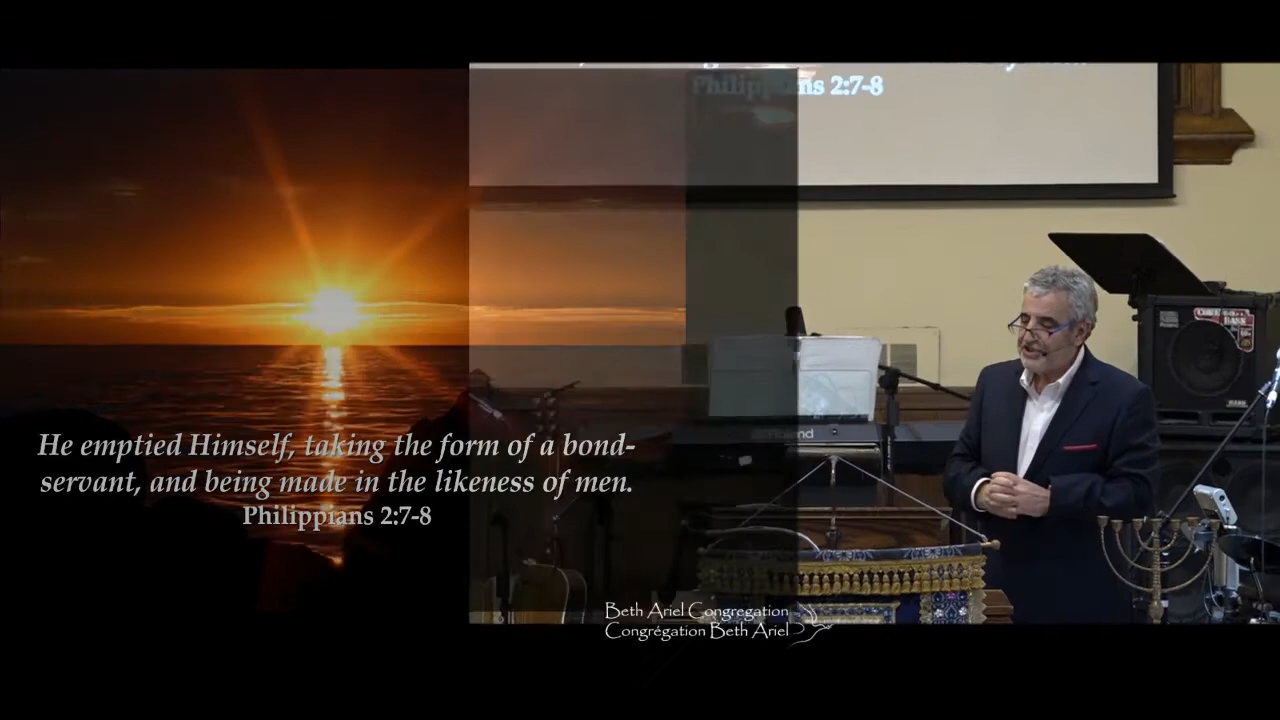 Philippians 2:7-8
He emptied Himself, taking the form of a bond-
servant, and being made in the likeness of men.
Philippians 2:7-8
Roland
Beth Ariel Congregation
Congrégation Beth Ariel